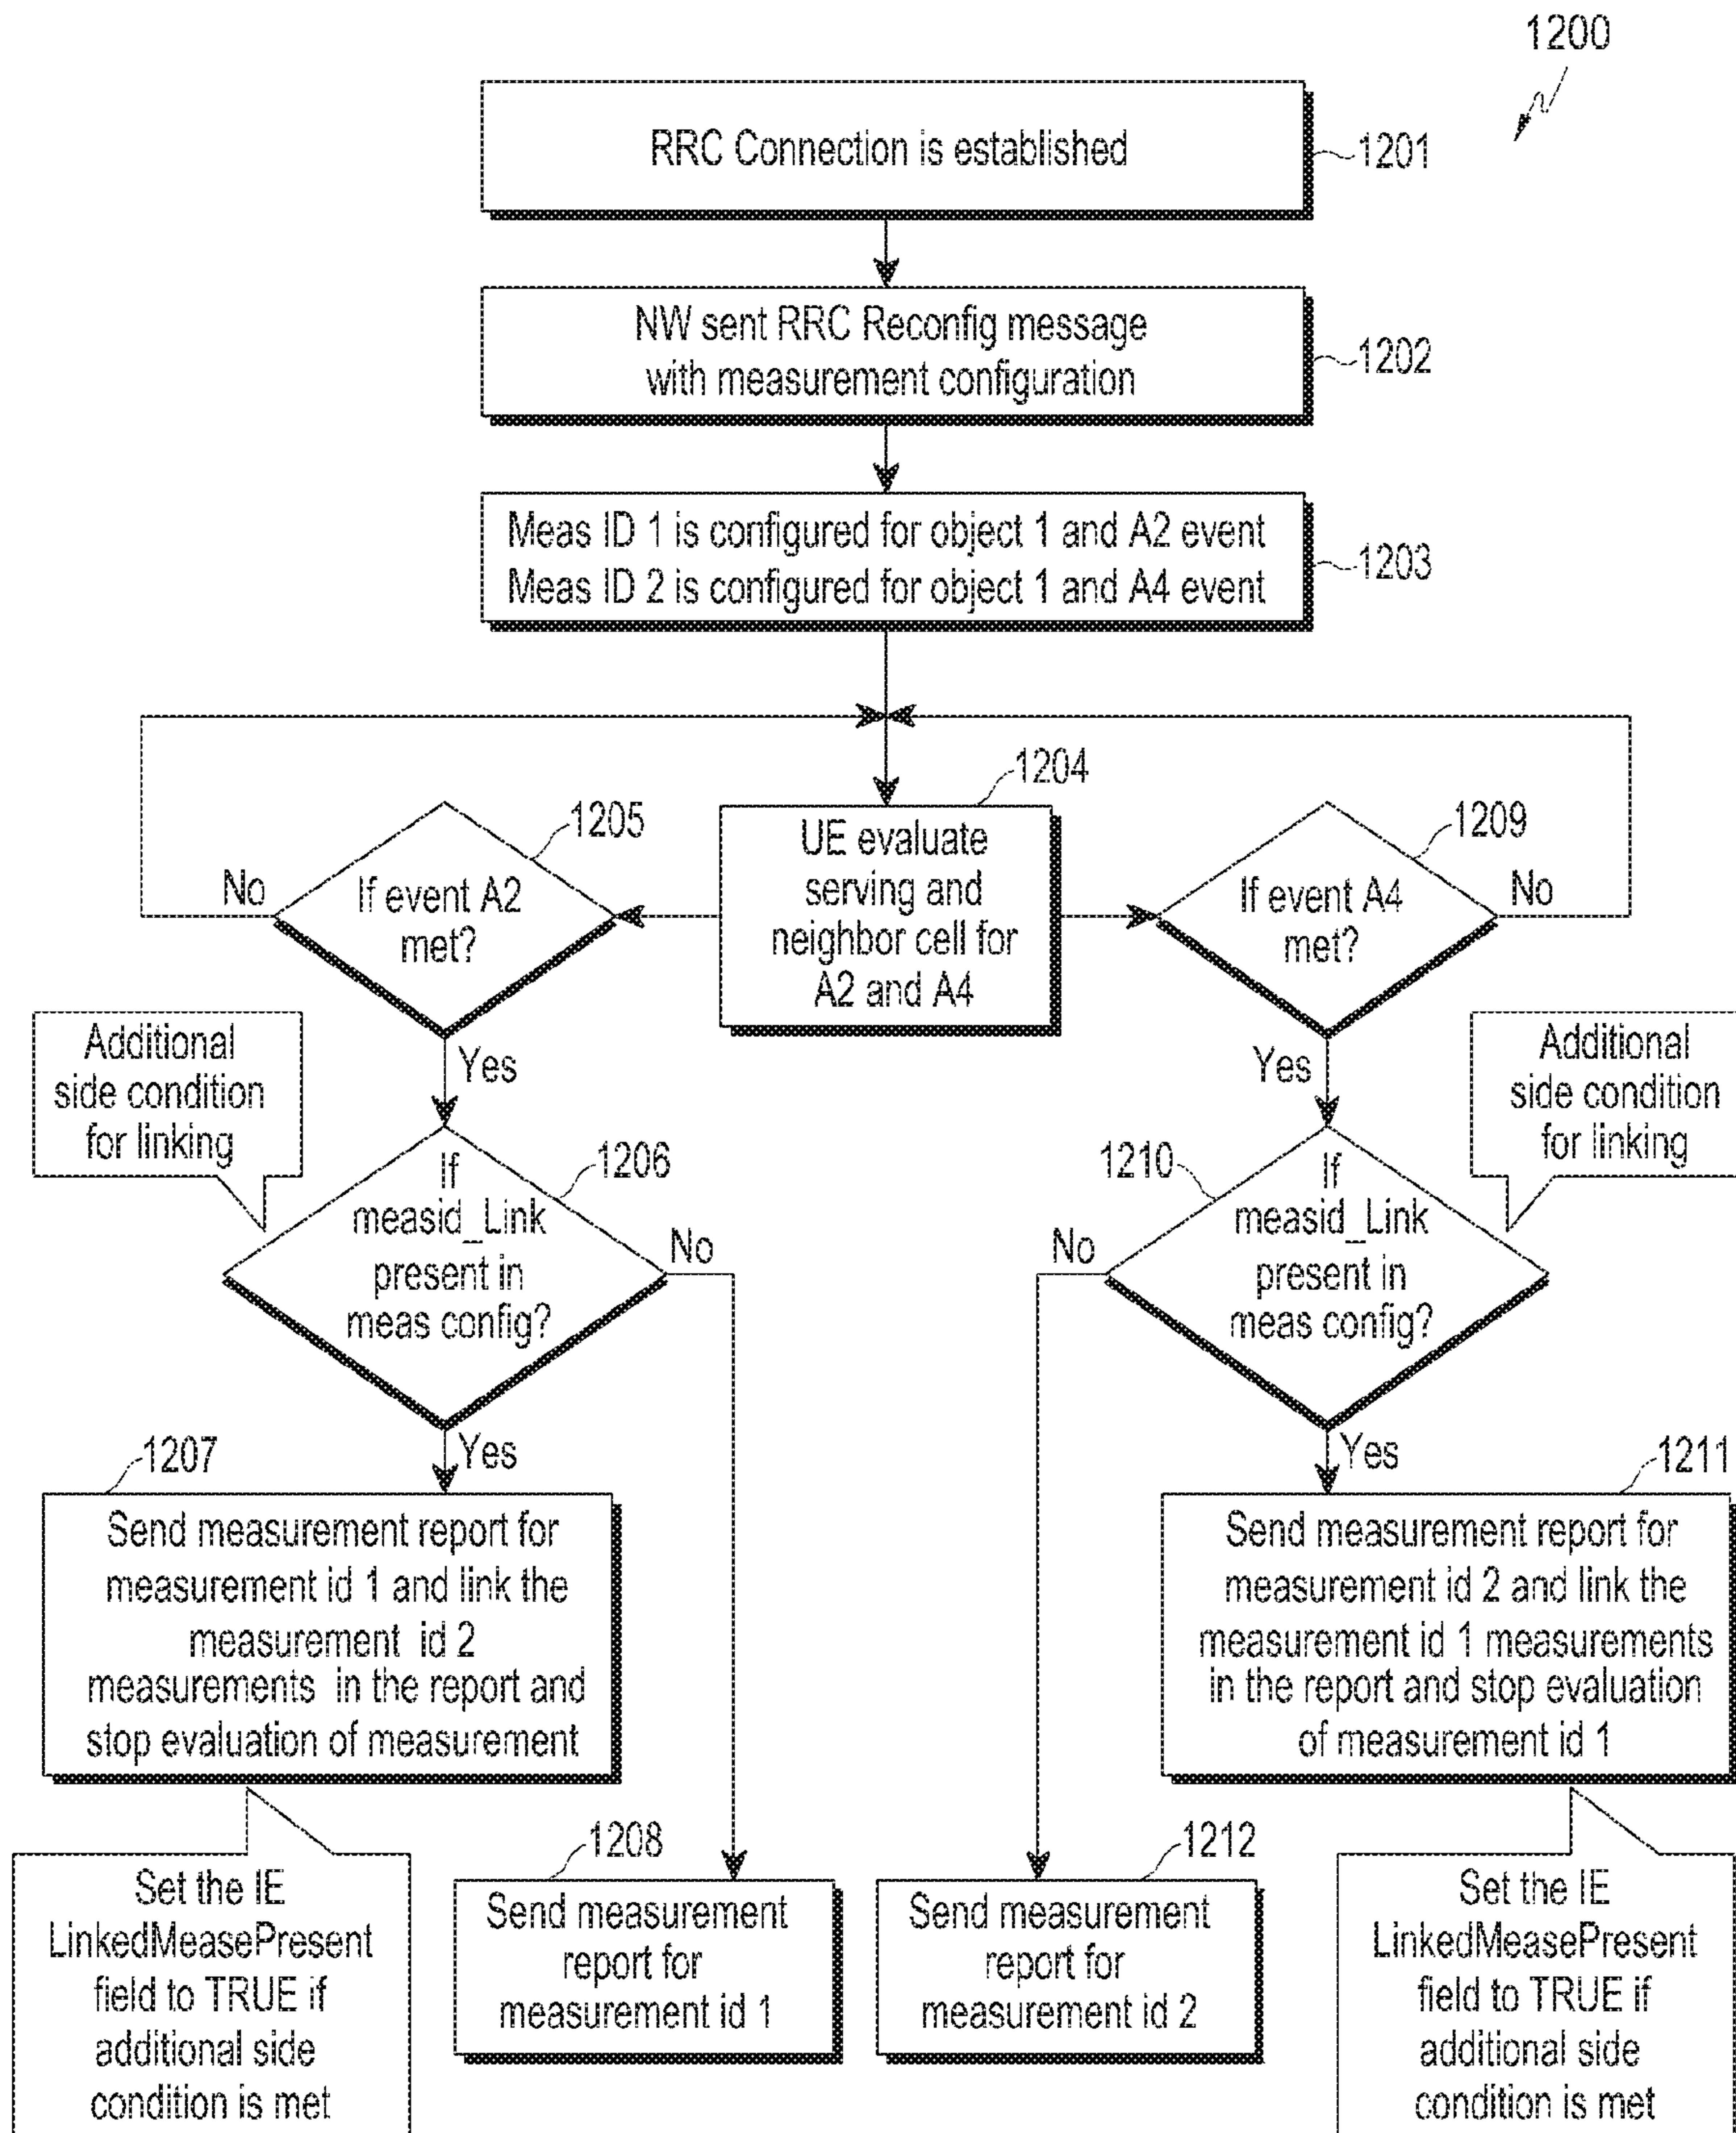 1200
RRC Connection is established
1201
NW sent RRC Reconfig message
with measurement configuration
1202
Meas ID 1 is configured for object 1 and A2 event
Meas ID 2 is configured for object 1 and A4 event
1203
1204
UE evaluate
serving and
neighbor cell for
A2 and A4
1205
If event A2
met?
No
Yes
1209
If event A4
met?
No
Yes
Additional
side condition
for linking
1206
If
measid_Link
present in
meas config?
No
Yes
1210
If
measid_Link
present in
meas config?
No
Yes
Additional
side condition
for linking
1207
Send measurement report for
measurement id 1 and link the
measurement id 2
measurements in the report and
stop evaluation of measurement
1211
Send measurement report for
measurement id 2 and link the
measurement id 1 measurements
in the report and stop evaluation
of measurement id 1
Set the IE
LinkedMeasePresent
field to TRUE if
additional side
condition is met
1208
Send measurement
report for
measurement id 1
1212
Send measurement
report for
measurement id 2
Set the IE
LinkedMeasePresent
field to TRUE if
additional side
condition is met